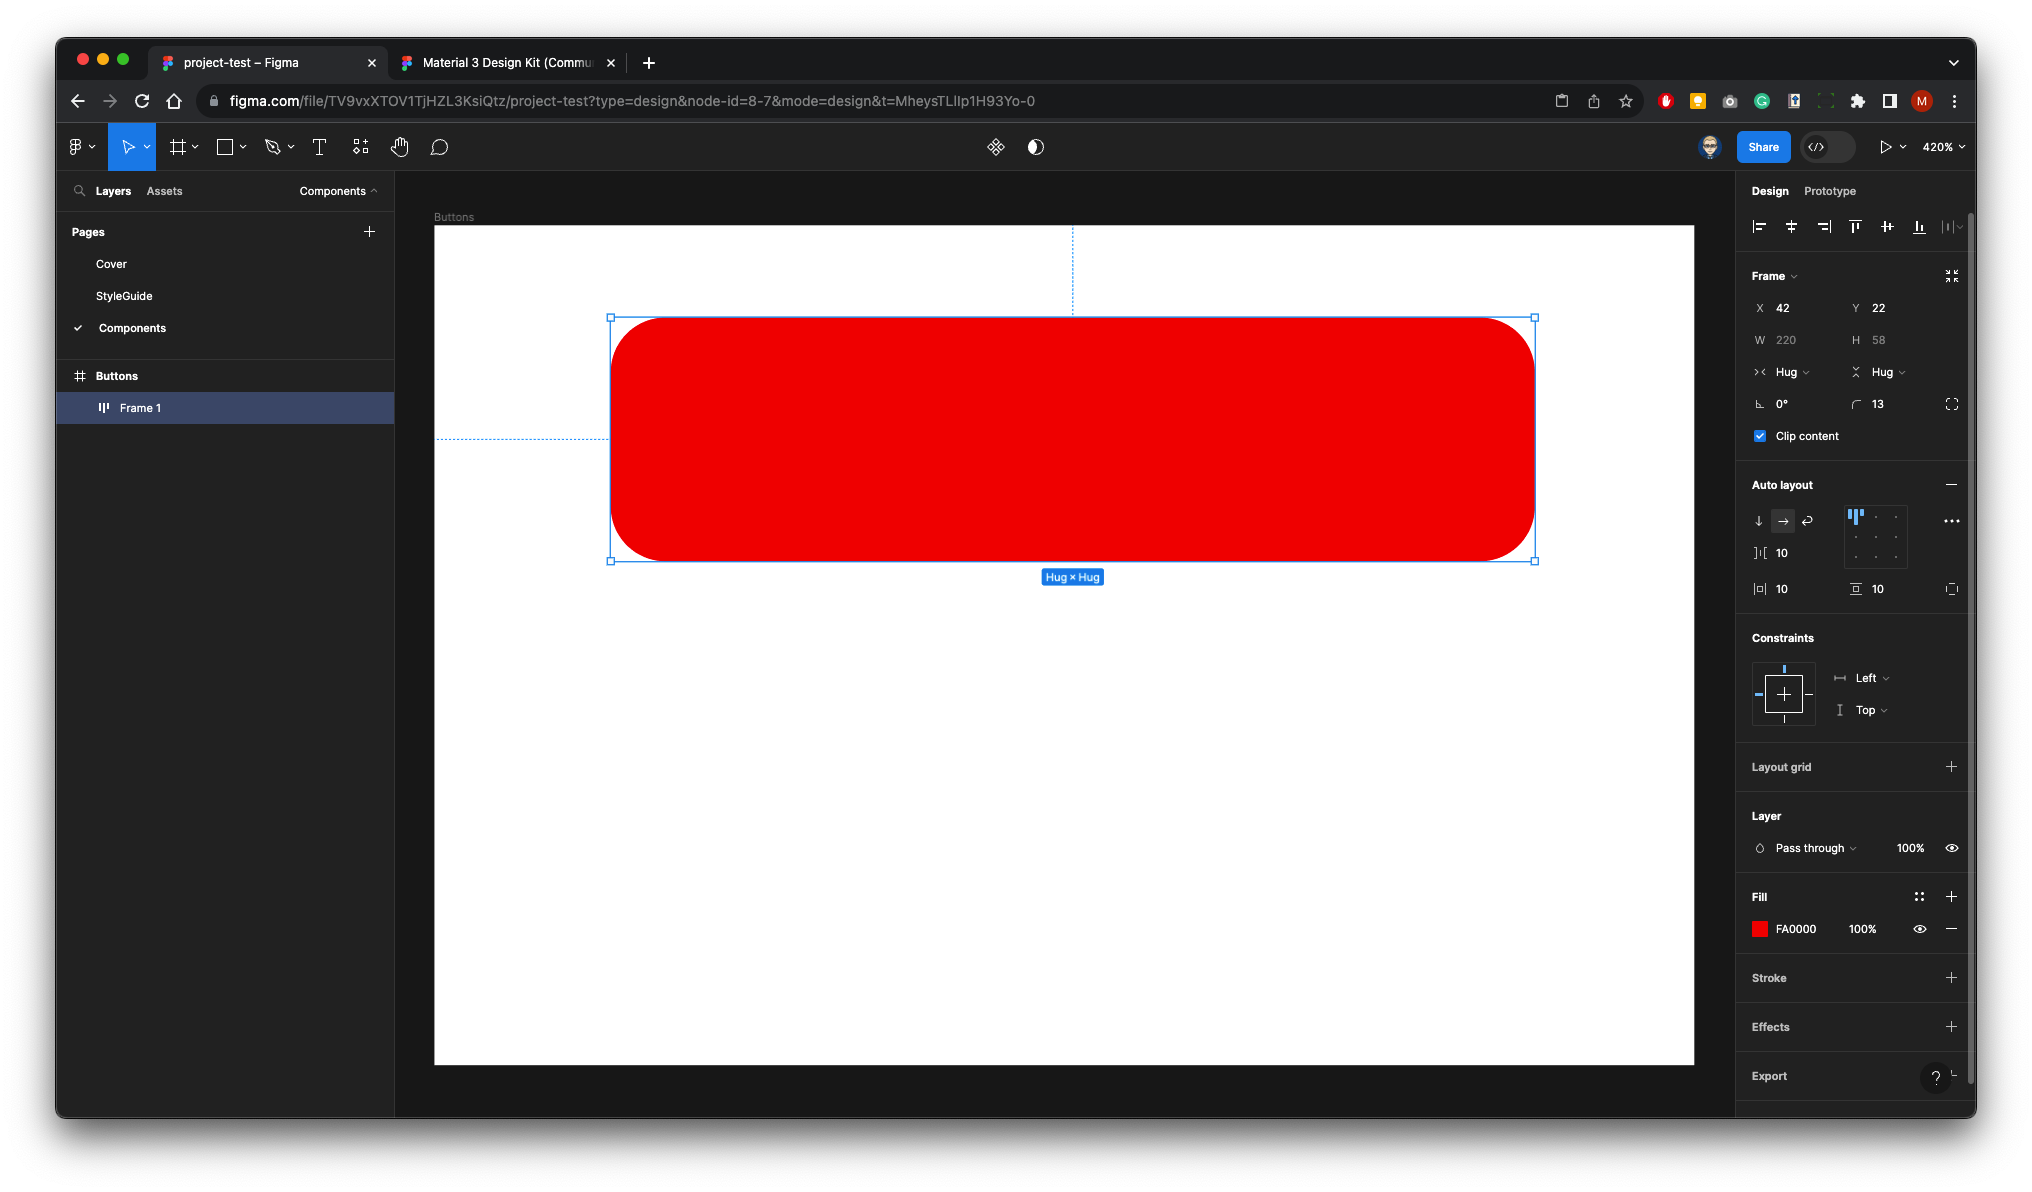 project-test – Figma
Material 3 Design Kit (Commu
figma.com/file/TV9vxXTOV1TjHZL3KsiQtz/project-test?type=design&node-id=8-7&mode=design&t=MheysTLlIp1H93Yo-0
M
Share
420%
Layers Assets Components
Pages
Cover
StyleGuide
Components
Buttons
Frame 1
Buttons
Hug × Hug
Design Prototype
Frame
X 42 Y 22
W 220 H 58
Hug Hug
0° 13
Clip content
Auto layout
10
10 10
Constraints
Left
Top
Layout grid
Layer
Pass through 100%
Fill
FA0000 100%
Stroke
Effects
Export
?